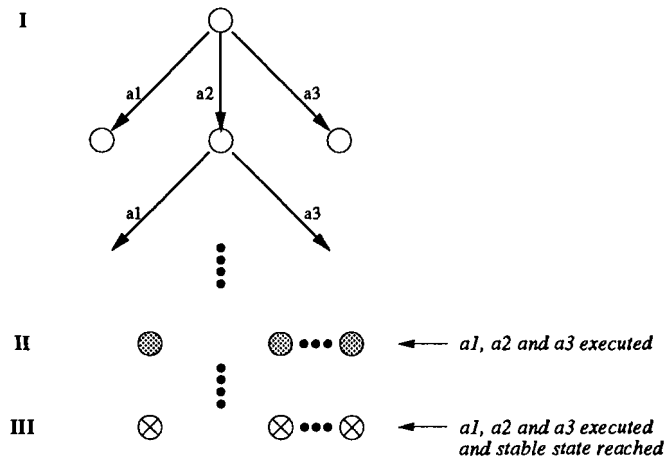 I
a1
a2
a3
a1
a3
II
a1, a2 and a3 executed
III
a1, a2 and a3 executed
and stable state reached